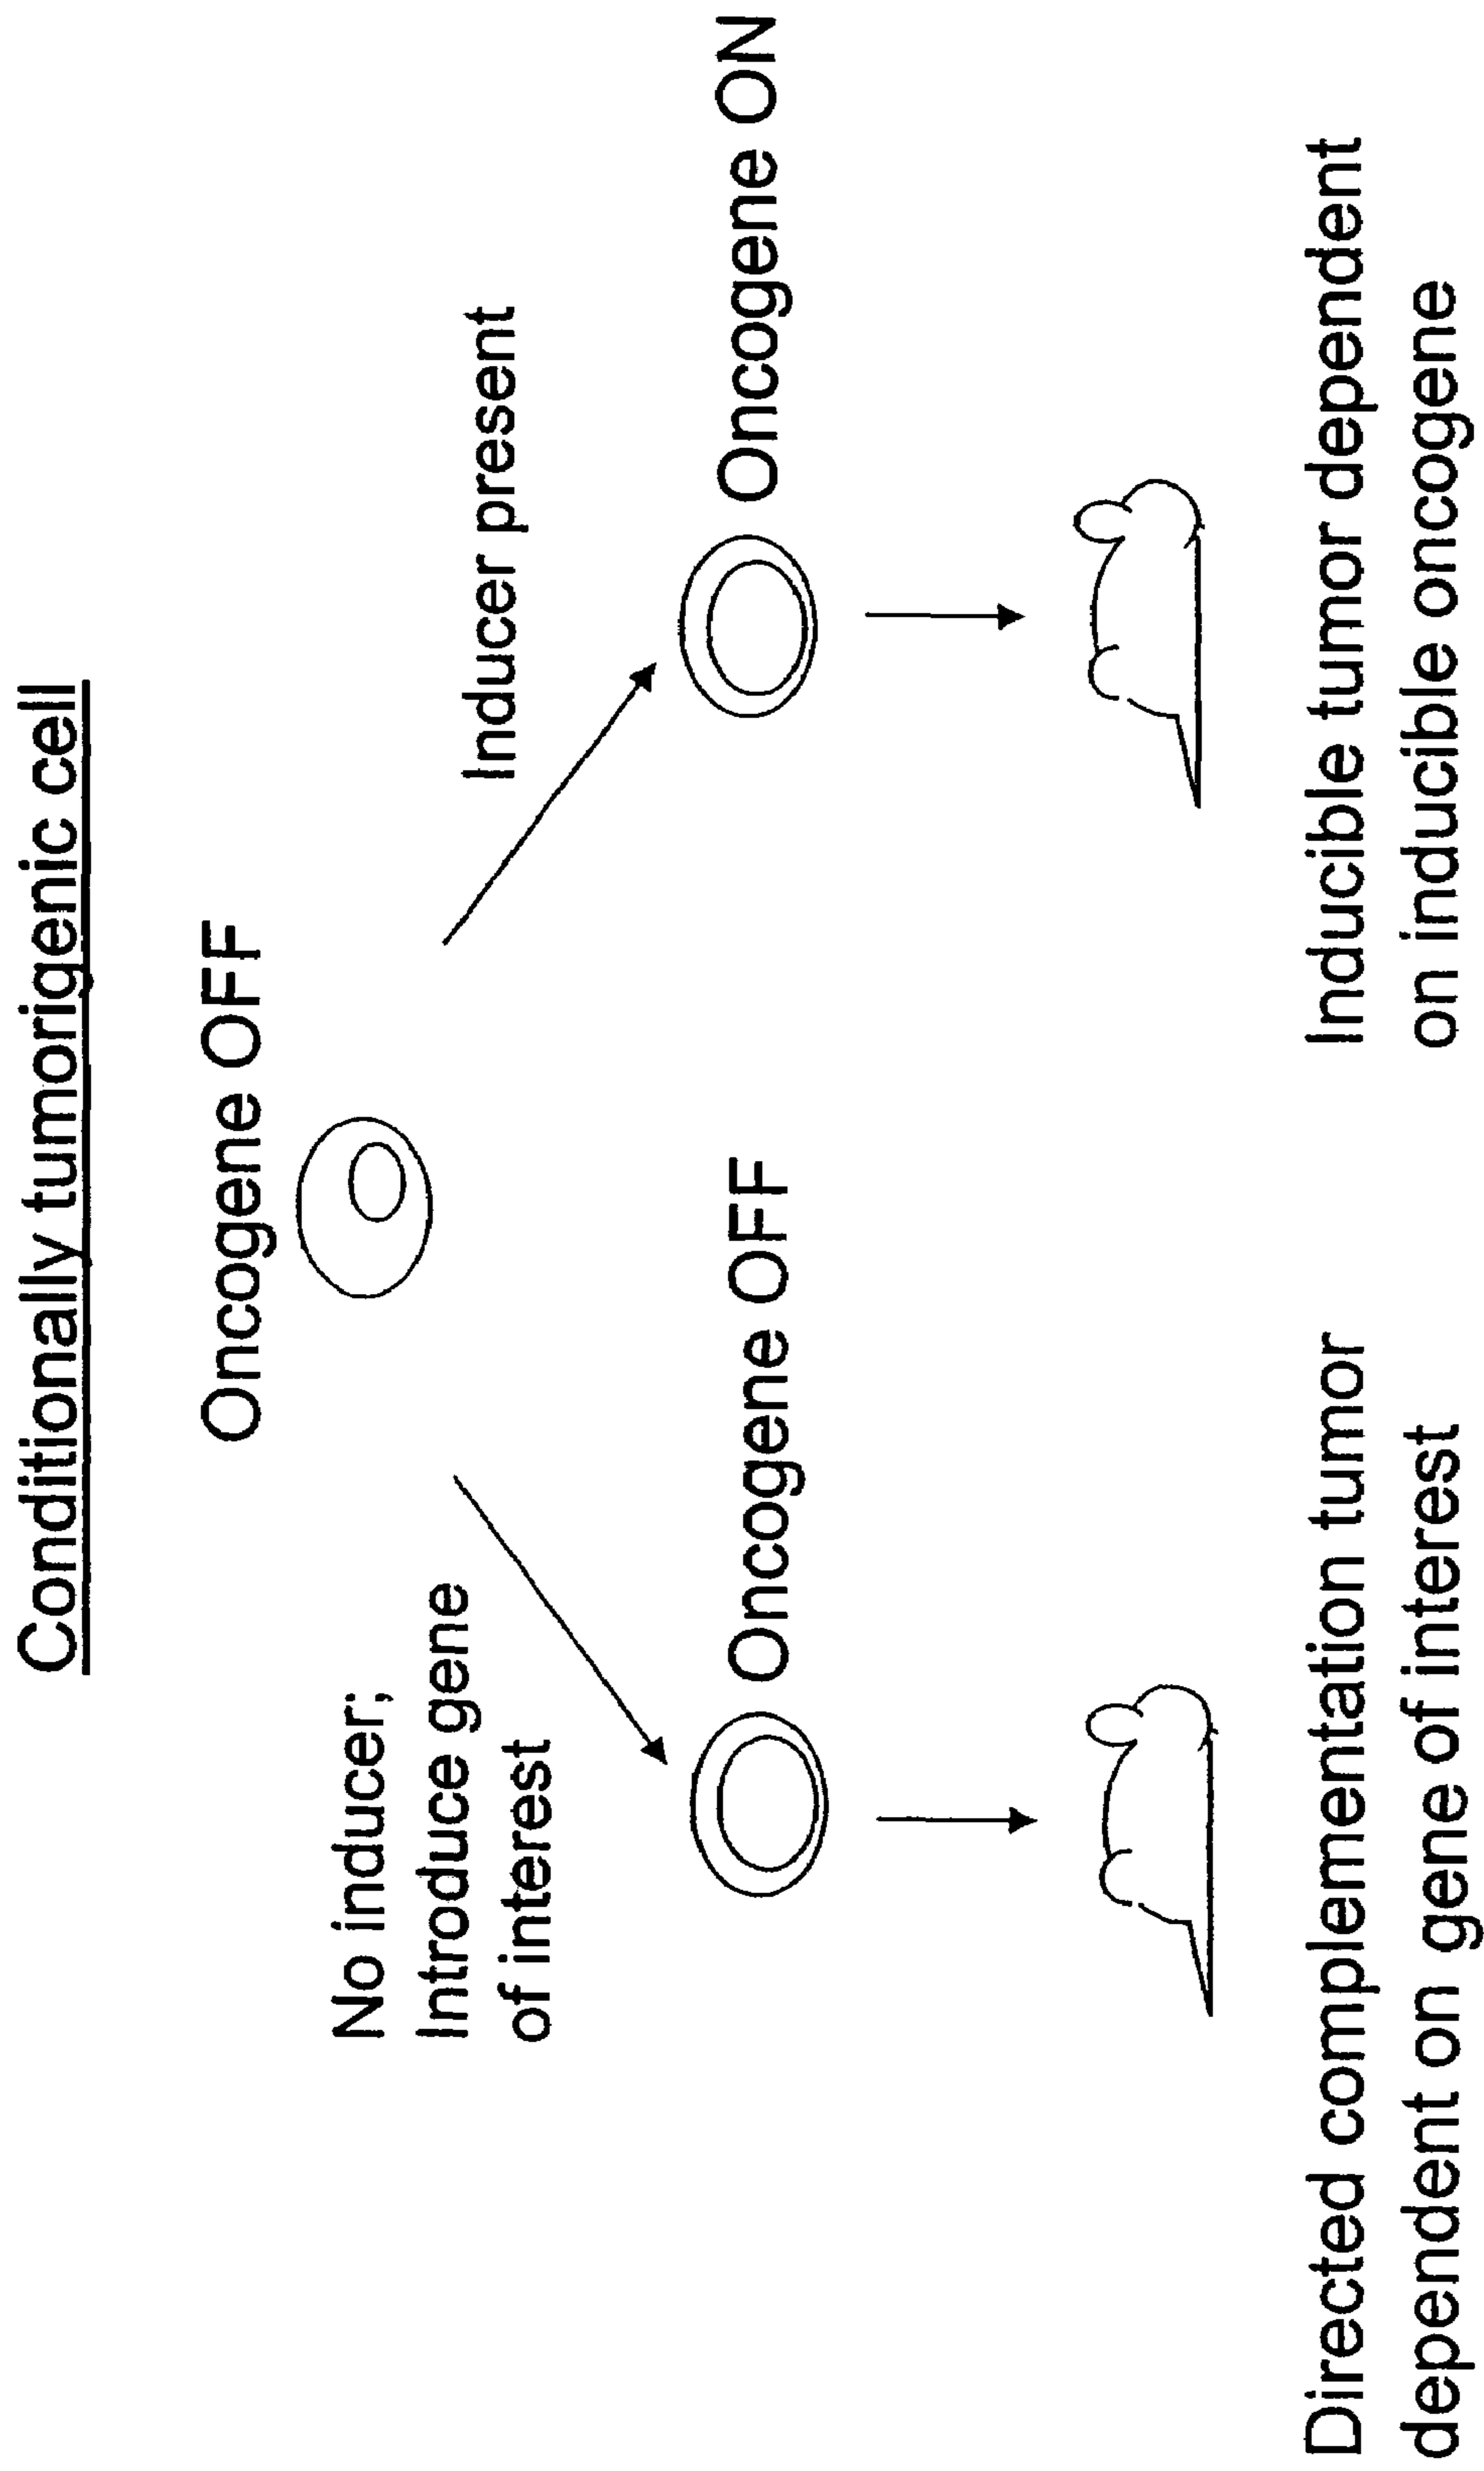 Conditionally tumorigenic cell
Oncogene OFF
No inducer;
Introduce gene
of interest
Inducer present
Oncogene OFF
Oncogene ON
Directed complementation tumor
dependent on gene of interest
Inducible tumor dependent
on inducible oncogene